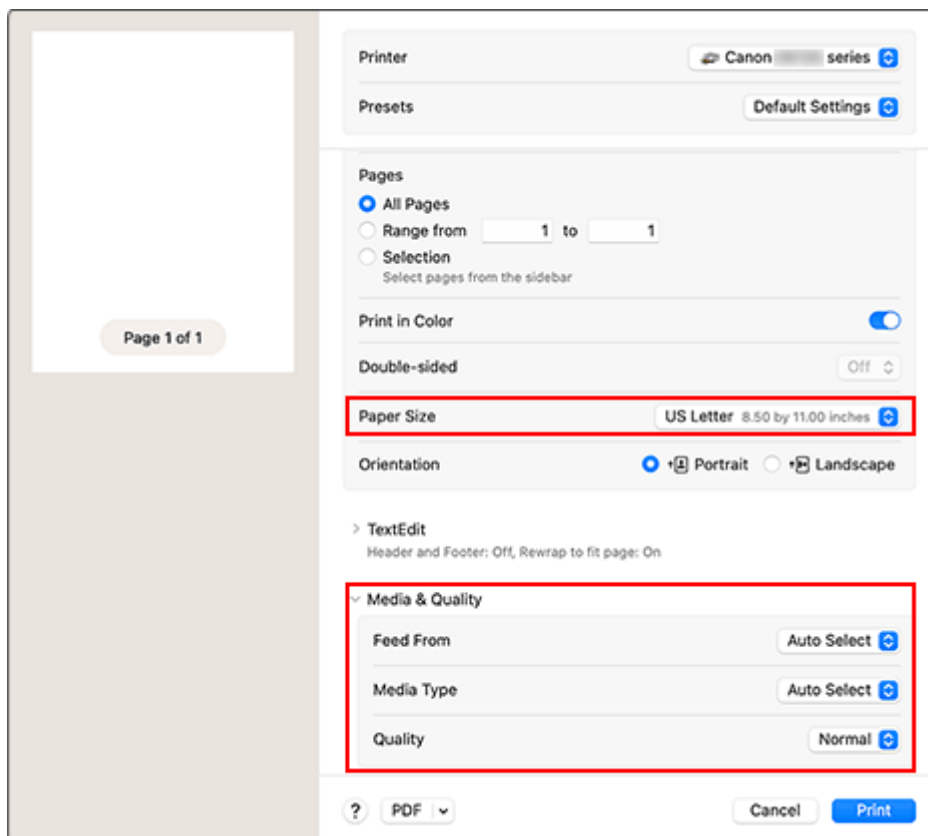 Page 1 of 1
Printer Canon series
Presets Default Settings
Pages
All Pages
Range from 1 to 1
Selection
Select pages from the sidebar
Print in Color
Double-sided Off
Paper Size US Letter 8.50 by 11.00 inches
Orientation Portrait Landscape
TextEdit
Header and Footer: Off, Rewrap to fit page: On
Media & Quality
Feed From Auto Select
Media Type Auto Select
Quality Normal
? PDF Cancel Print